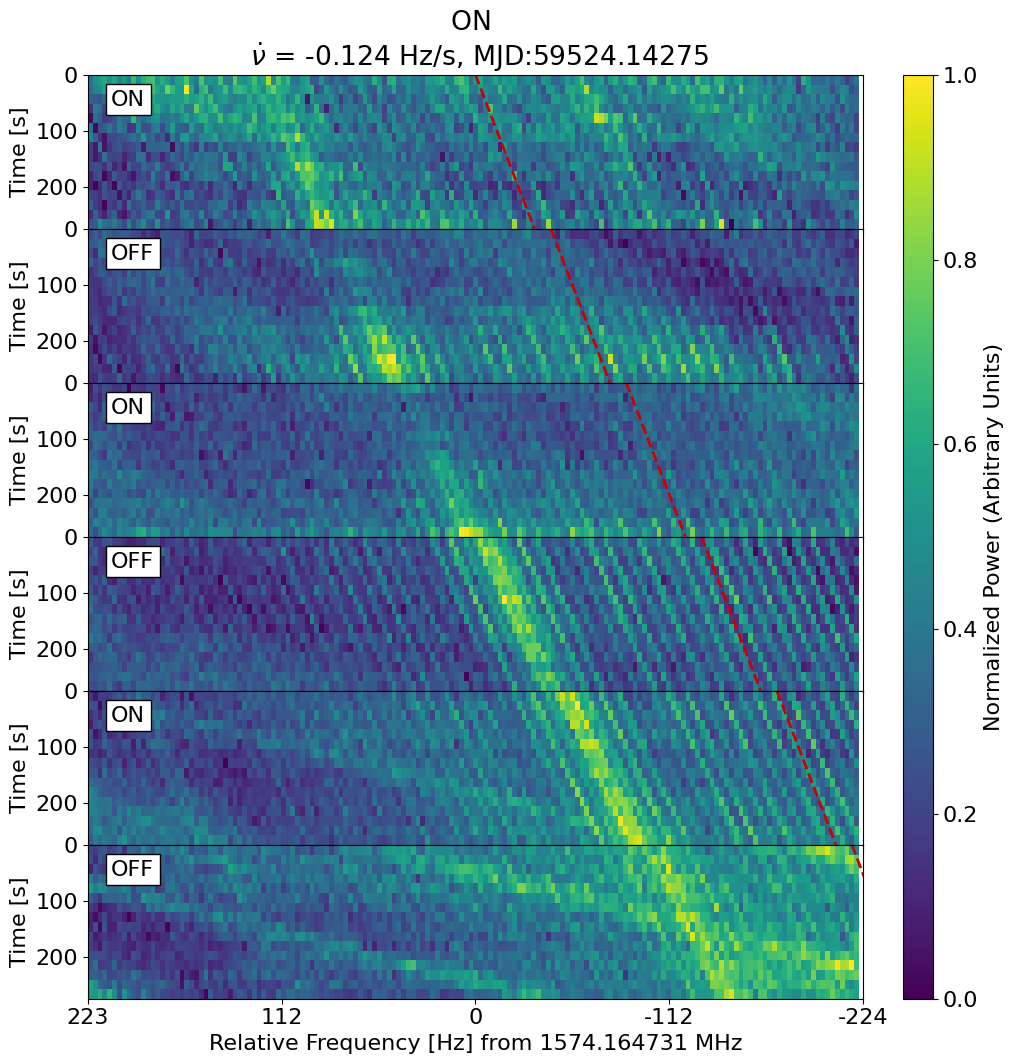 ON
ν̇ = -0.124 Hz/s, MJD:59524.14275
0
ON
100
200
Time [s]
0
OFF
100
200
Time [s]
0
ON
100
200
Time [s]
0
OFF
100
200
Time [s]
0
ON
100
200
Time [s]
0
OFF
100
200
Time [s]
223 112 0 -112 -224
Relative Frequency [Hz] from 1574.164731 MHz
1.0
0.8
0.6
0.4
0.2
0.0
Normalized Power (Arbitrary Units)